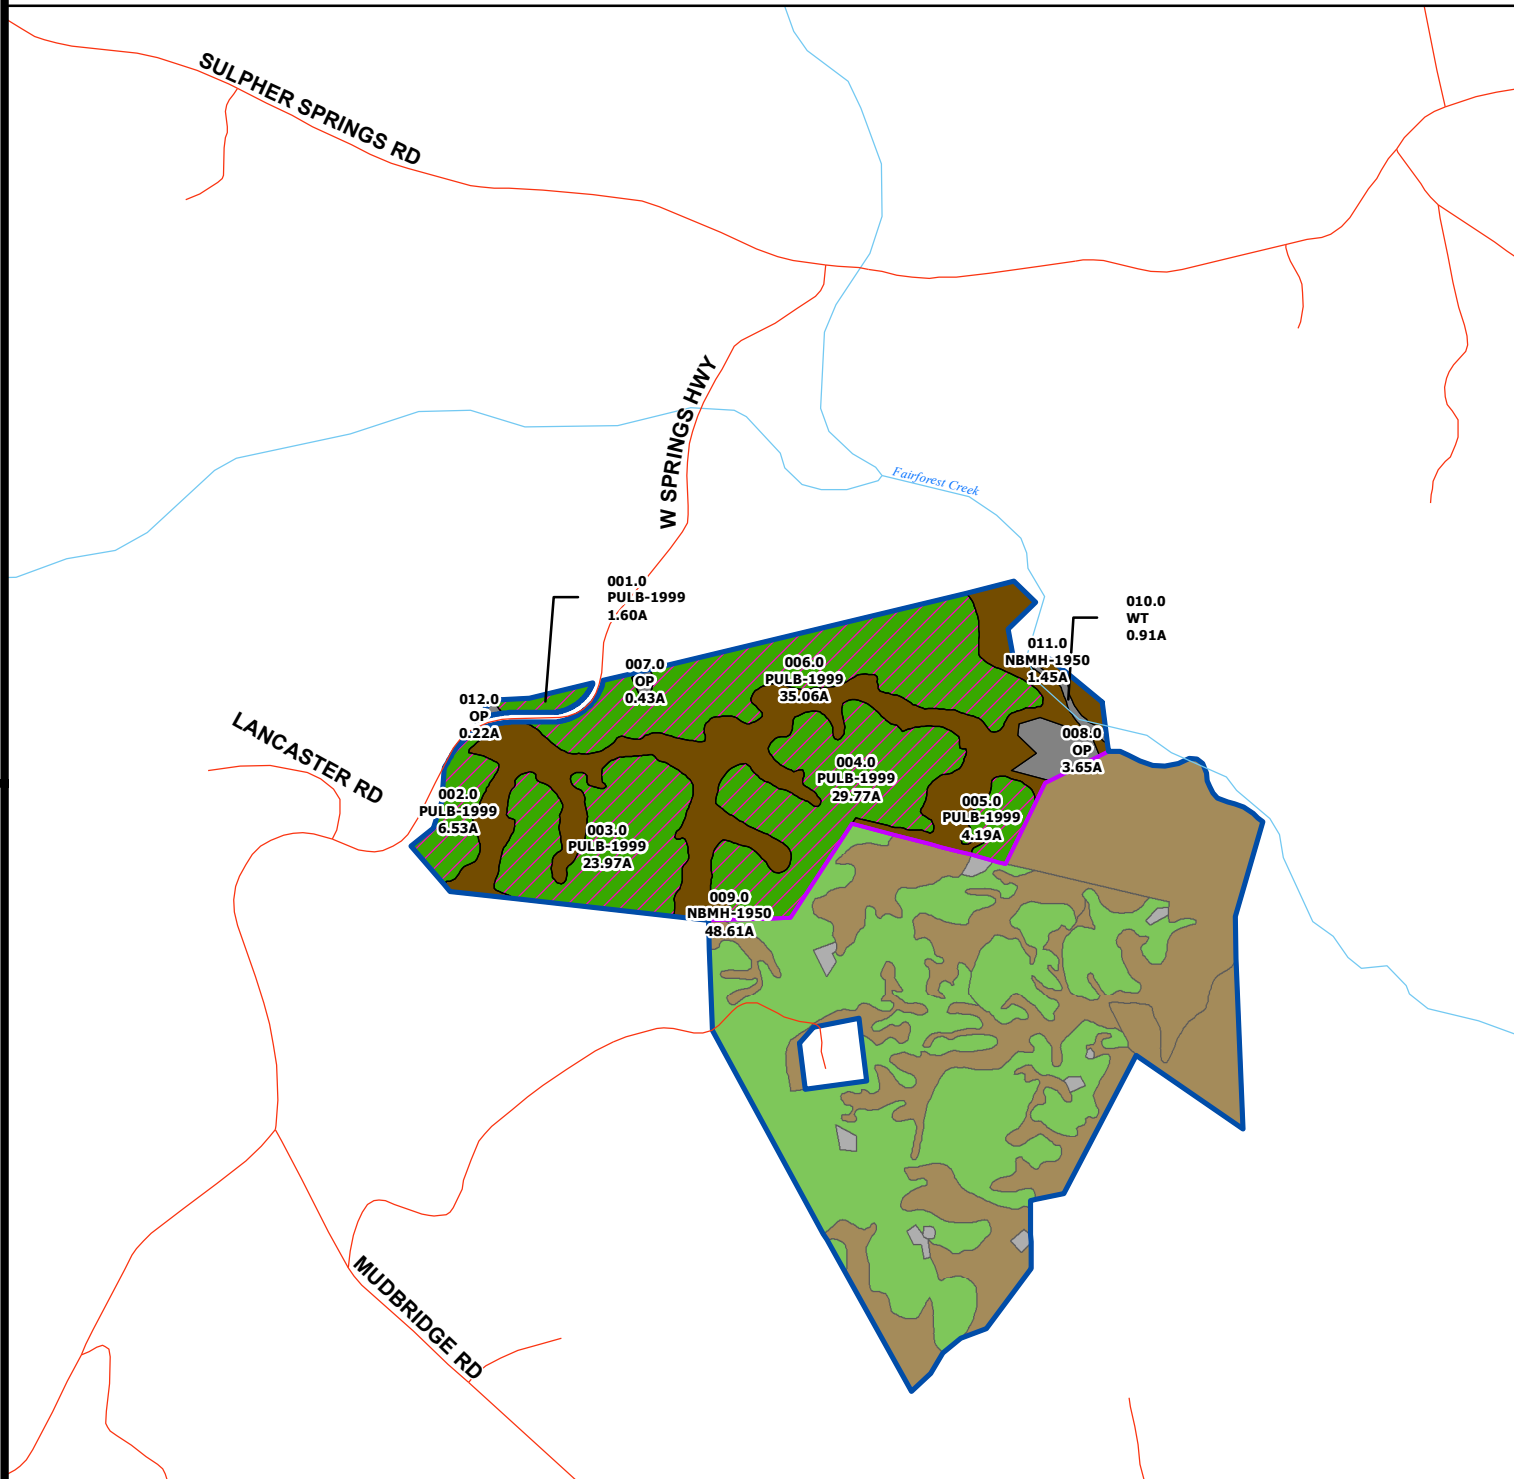 SULPHER SPRINGS RD
W SPRINGS HWY
Fairforest Creek
001.0
PULB-1999
1.60A
010.0
WT
0.91A
011.0
NBMH-1950
1.45A
007.0
OP
0.43A
006.0
PULB-1999
35.06A
012.0
OP
0.22A
LANCASTER RD
008.0
OP
3.65A
004.0
PULB-1999
29.77A
002.0
PULB-1999
6.53A
005.0
PULB-1999
4.19A
003.0
PULB-1999
23.97A
009.0
NBMH-1950
48.61A
MUDBRIDGE RD